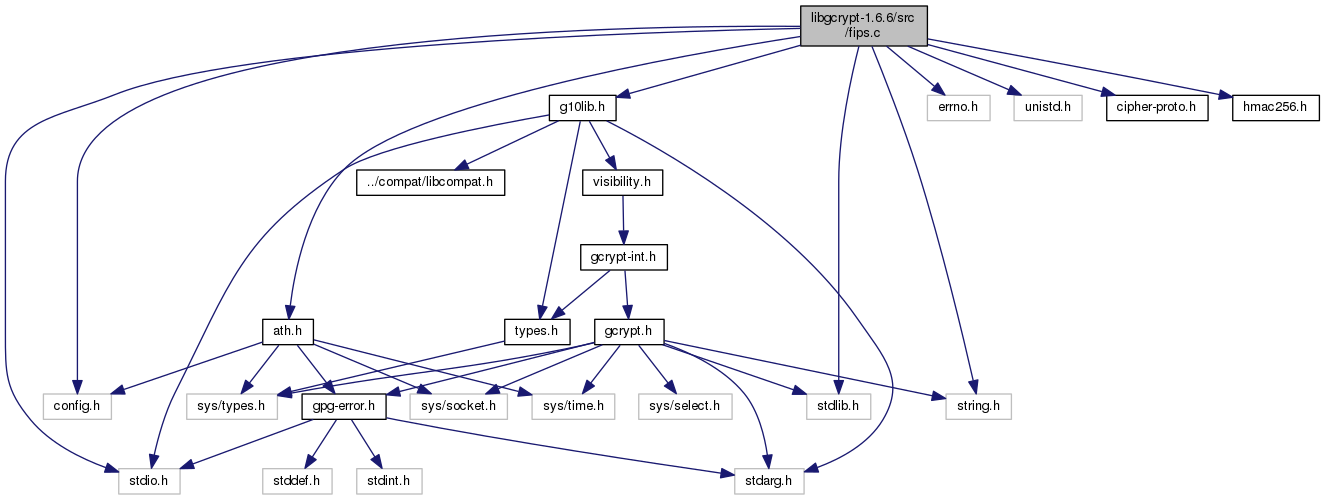 libgcrypt-1.6.6/src
/fips.c
g10lib.h
errno.h
unistd.h
cipher-proto.h
hmac256.h
../compat/libcompat.h
visibility.h
gcrypt-int.h
ath.h
types.h
gcrypt.h
config.h
sys/types.h
gpg-error.h
sys/socket.h
sys/time.h
sys/select.h
stdlib.h
string.h
stdio.h
stddef.h
stdint.h
stdarg.h